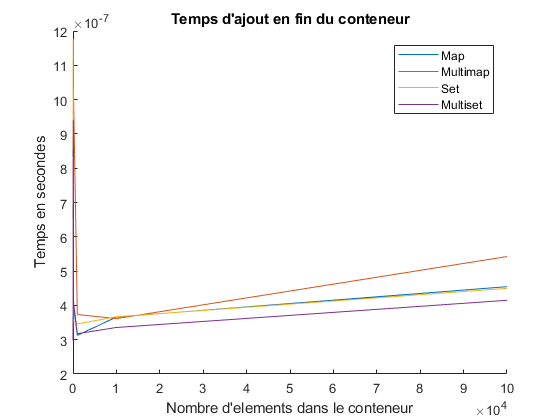 Temps d'ajout en fin du conteneur
×10⁻⁷
12
11
10
9
8
7
6
5
4
3
2
Temps en secondes
Map
Multimap
Set
Multiset
0 1 2 3 4 5 6 7 8 9 10
Nombre d'elements dans le conteneur
×10⁴